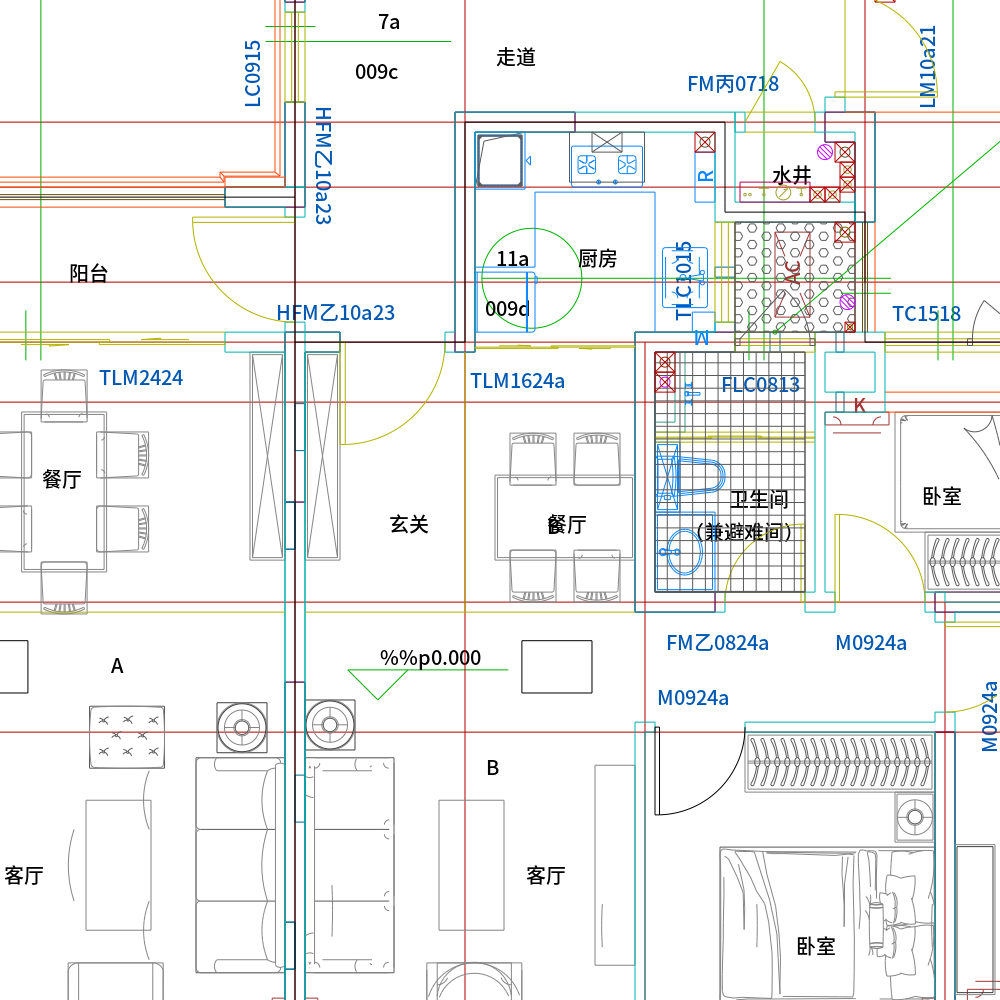 7a
009c
走道
LC0915
HFM乙10a23
FM丙0718
LM10a21
水井
R
阳台
11a
厨房
009d
TLC1015
AC
HFM乙10a23
TC1518
W
TLM2424
TLM1624a
FLC0813
K
餐厅
玄关
餐厅
卫生间
（兼避难间）
卧室
FM乙0824a
M0924a
A
%%p0.000
M0924a
M0924a
B
客厅
客厅
卧室